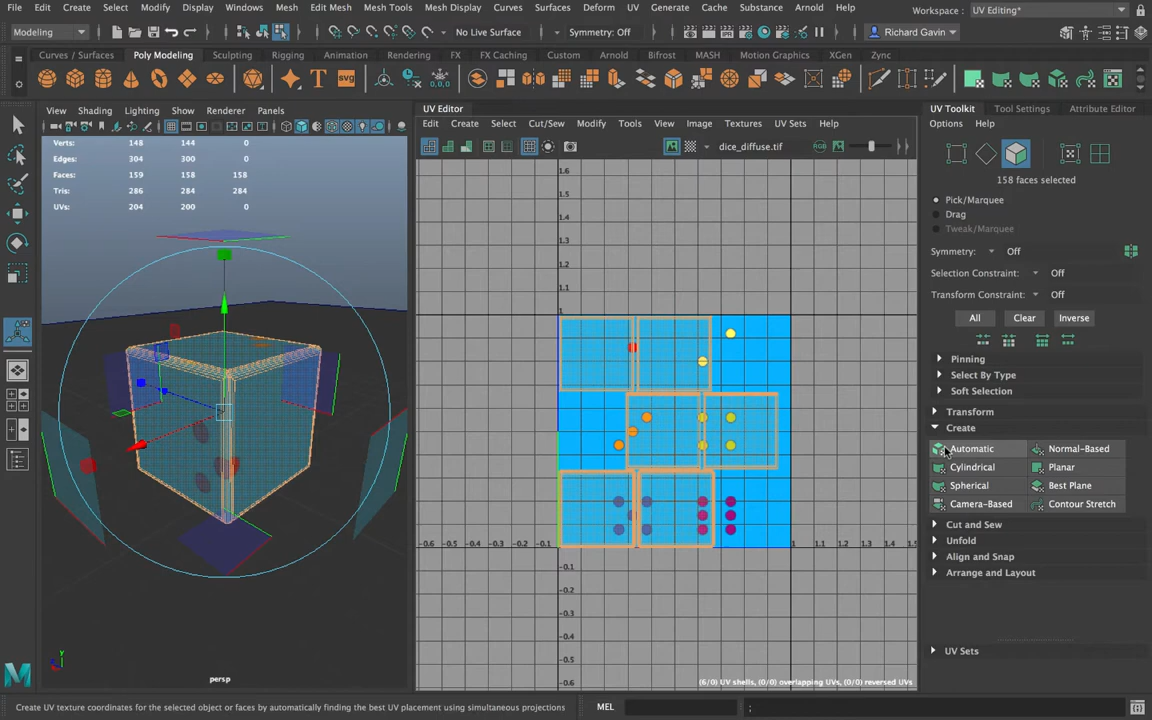 File Edit Create Select Modify Display Windows Mesh Edit Mesh Mesh Tools Mesh Display Curves Surfaces Deform UV Generate Cache Substance Arnold Help Workspace : UV Editing*
Modeling No Live Surface Symmetry: Off Richard Gavin
Curves / Surfaces Poly Modeling Sculpting Rigging Animation Rendering FX FX Caching Custom Arnold Bifrost MASH Motion Graphics XGen Zync
SVG 0,0,0
View Shading Lighting Show Renderer Panels
Verts: 148 144 0
Edges: 304 300 0
Faces: 159 158 158
Tris: 286 284 284
UVs: 204 200 0
persp
UV Editor
Edit Create Select Cut/Sew Modify Tools View Image Textures UV Sets Help
dice_diffuse.tif
RGB
1.6
1.5
1.4
1.3
1.2
1.1
-0.6 -0.5 -0.4 -0.3 -0.2 -0.1 1 1.1 1.2 1.3 1.4 1.5
-0.1
-0.2
-0.3
-0.4
-0.5
-0.6
(6/0) UV shells, (0/0) overlapping UVs, (0/0) reversed UVs
UV Toolkit Tool Settings Attribute Editor
Options Help
158 faces selected
Pick/Marquee
Drag
Tweak/Marquee
Symmetry: Off
Selection Constraint: Off
Transform Constraint: Off
All Clear Inverse
Pinning
Select By Type
Soft Selection
Transform
Create
Automatic Normal-Based
Cylindrical Planar
Spherical Best Plane
Camera-Based Contour Stretch
Cut and Sew
Unfold
Align and Snap
Arrange and Layout
UV Sets
Create UV texture coordinates for the selected object or faces by automatically finding the best UV placement using simultaneous projections MEL ;